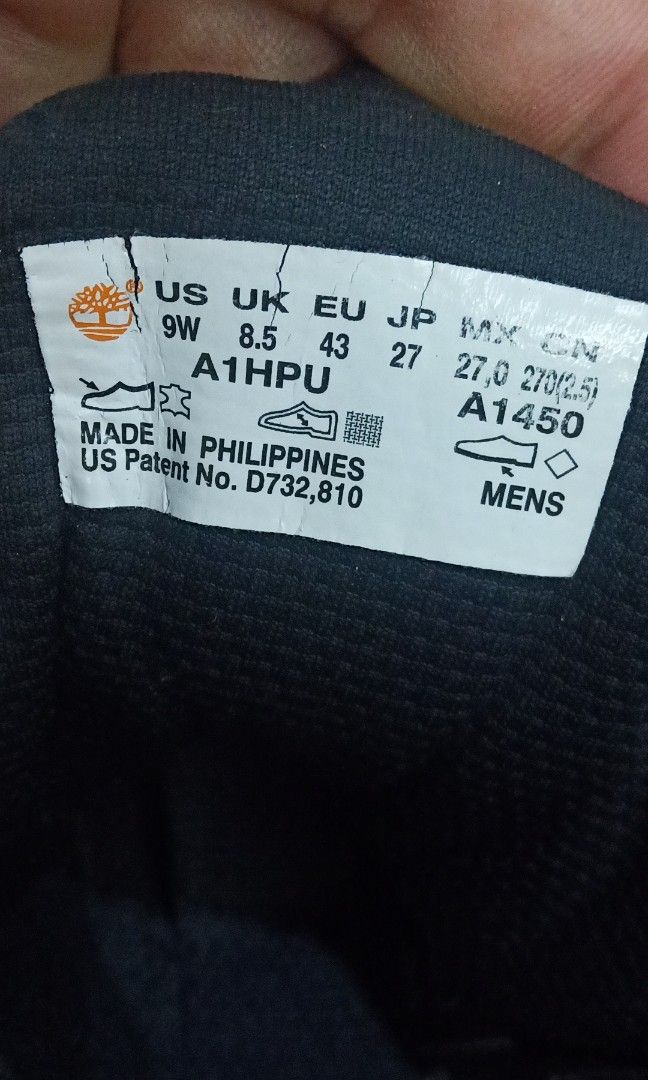 ® US UK EU JP MX CN
9W 8.5 43 27 27,0 270(2.5)
A1HPU A1450
MADE IN PHILIPPINES
US Patent No. D732,810 MENS